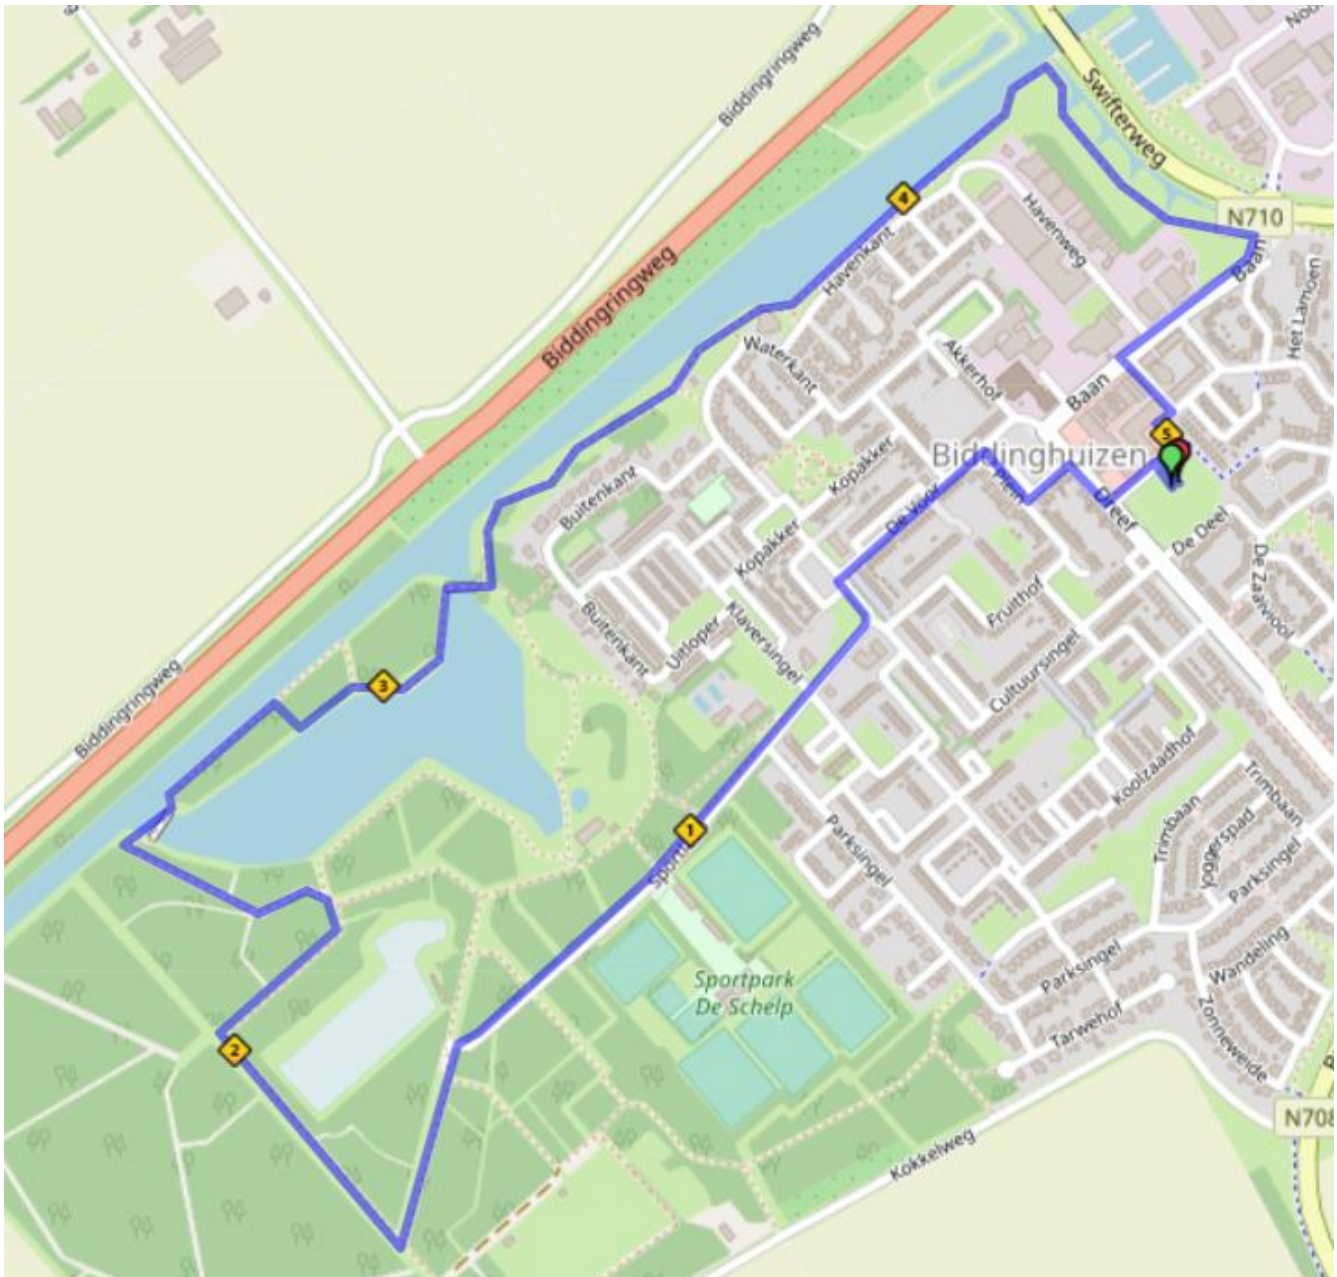 Biddingringweg
Swifterweg
N710
4
Havenweg
Baan
Het Lamoen
Havenkant
Biddingringweg
Waterkant
Akkerhof
Baan
5
Biddinghuizen
Kopakker
Plein
Dreef
De Voor
Buitenkant
De Deel
Kopakker
De Zaaiviool
Fruithof
Klaversingel
Buitenkant
Uitloper
Cultuursingel
3
Biddingringweg
Koolzaadhof
Trimbaan
Trimbaan
1
Parksingel
Joggerspad
Parksingel
Sportpark
De Schelp
Parksingel
Wandeling
2
Tarwehof
Zonneweide
N708
Kokkelweg